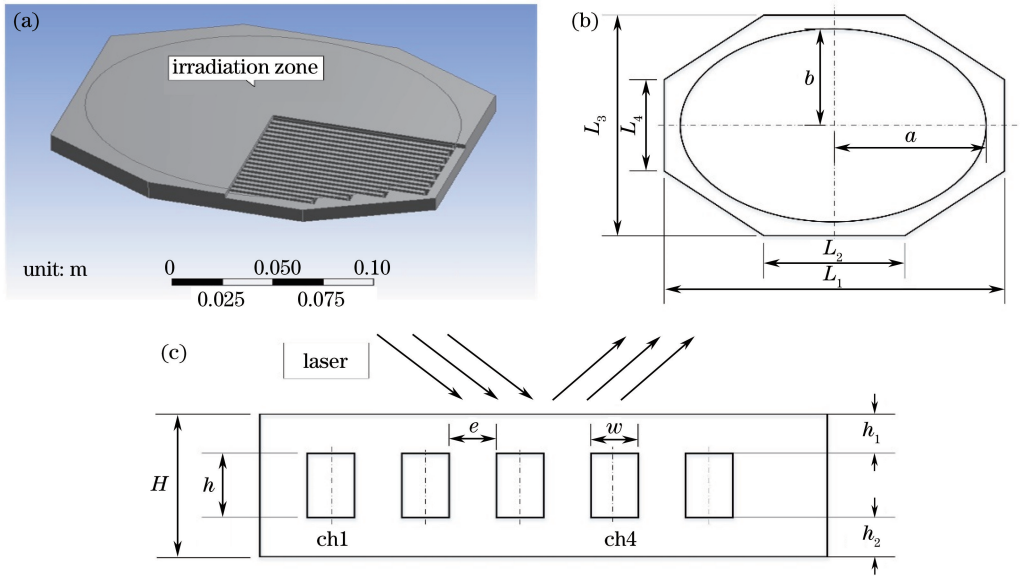 (a)
irradiation zone
unit: m
0 0.050 0.10
0.025 0.075
(b)
b
a
L₃
L₄
L₂
L₁
(c)
laser
e
w
h₁
H
h
h₂
ch1
ch4